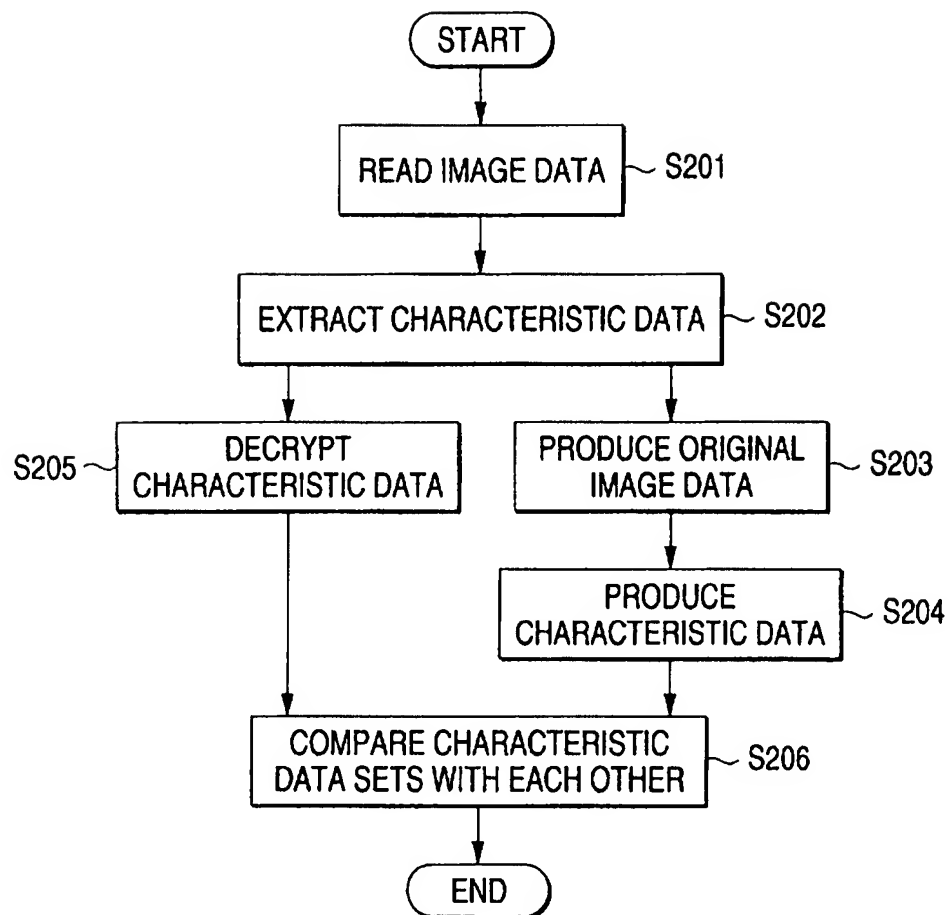 START
READ IMAGE DATA
S201
EXTRACT CHARACTERISTIC DATA
S202
DECRYPT
CHARACTERISTIC DATA
S205
PRODUCE ORIGINAL
IMAGE DATA
S203
PRODUCE
CHARACTERISTIC DATA
S204
COMPARE CHARACTERISTIC
DATA SETS WITH EACH OTHER
S206
END